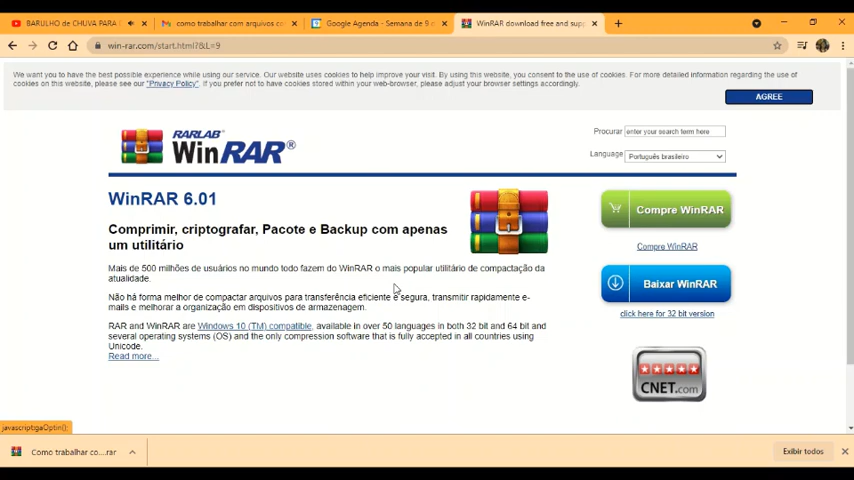 BARULHO DE CHUVA PARA
como trabalhar com arquivos co
Google Agenda - Semana de 9 
WinRAR download free and supp
win-rar.com/start.html?&L=9
We want you to have the best possible experience while using our service. Our website uses cookies to help improve your visit. By using this website, you consent to the use of cookies. For more detailed information regarding the use of
cookies on this website, please see our "Privacy Policy". If you prefer not to have cookies stored within your web-browser, please adjust your browser settings accordingly.
AGREE
RARLAB
WinRAR®
Procurar enter your search term here
Language Português brasileiro
WinRAR 6.01
Comprimir, criptografar, Pacote e Backup com apenas
um utilitário
Mais de 500 milhões de usuários no mundo todo fazem do WinRAR o mais popular utilitário de compactação da
atualidade.
Não há forma melhor de compactar arquivos para transferência eficiente e segura, transmitir rapidamente e-
mails e melhorar a organização em dispositivos de armazenagem.
RAR and WinRAR are Windows 10 (TM) compatible, available in over 50 languages in both 32 bit and 64 bit and
several operating systems (OS) and the only compression software that is fully accepted in all countries using
Unicode.
Read more...
Compre WinRAR
Compre WinRAR
Baixar WinRAR
click here for 32 bit version
CNET.com
javascript:gaOptin();
Como trabalhar co....rar
Exibir todos